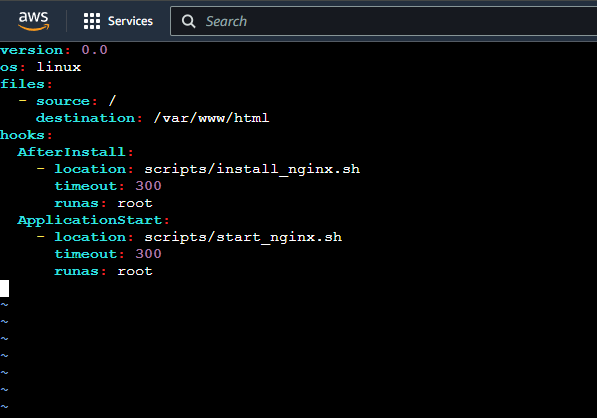 aws
Services
Search
version: 0.0
os: linux
files:
  - source: /
    destination: /var/www/html
hooks:
  AfterInstall:
    - location: scripts/install_nginx.sh
      timeout: 300
      runas: root
  ApplicationStart:
    - location: scripts/start_nginx.sh
      timeout: 300
      runas: root
~
~
~
~
~
~
~